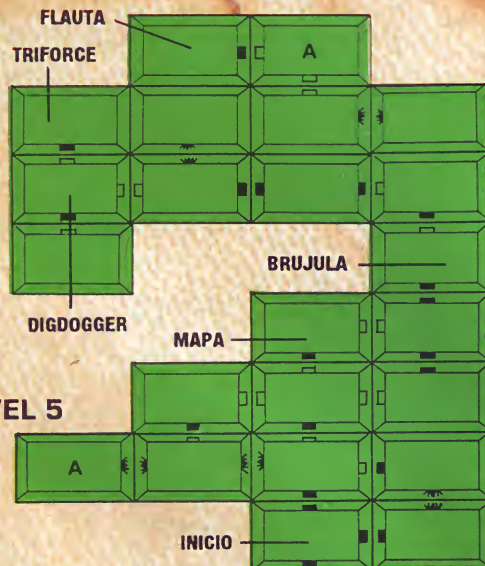 FLAUTA
TRIFORCE
A
DIGDOGGER
BRUJULA
MAPA
EL 5
A
INICIO